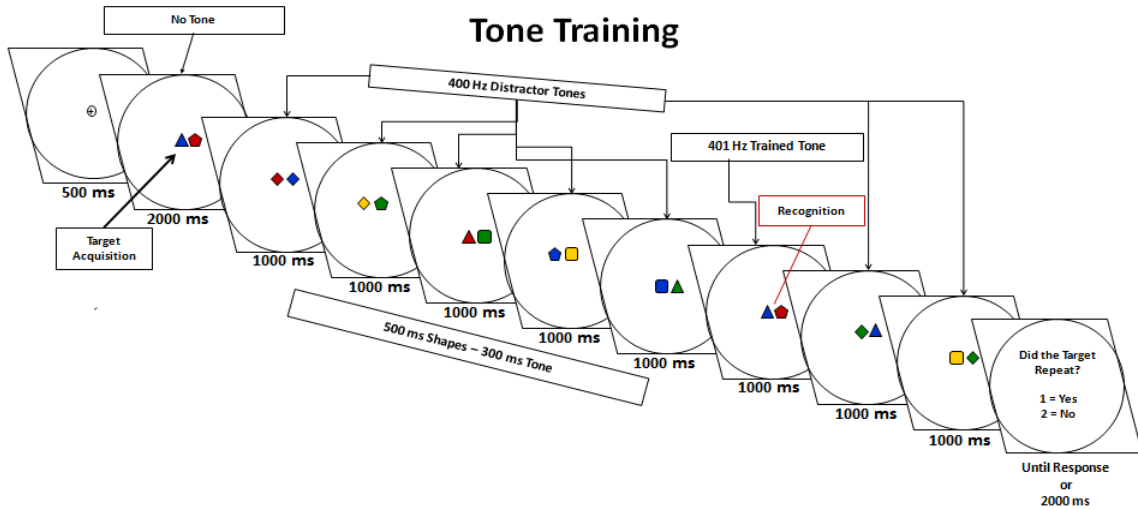 Tone Training
No Tone
400 Hz Distractor Tones
401 Hz Trained Tone
Recognition
Target
Acquisition
500 ms
2000 ms
1000 ms
1000 ms
1000 ms
1000 ms
1000 ms
1000 ms
1000 ms
1000 ms
500 ms Shapes – 300 ms Tone
Did the Target
Repeat?
1 = Yes
2 = No
Until Response
or
2000 ms